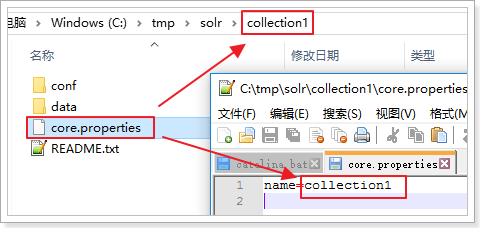 电脑 > Windows (C:) > tmp > solr > collection1
名称 修改日期 类型
conf
data
core.properties
README.txt
C:\tmp\solr\collection1\core.properties
文件(F) 编辑(E) 搜索(S) 视图(V) 格式(M)
catalina.bat core.properties
1 name=collection1
2